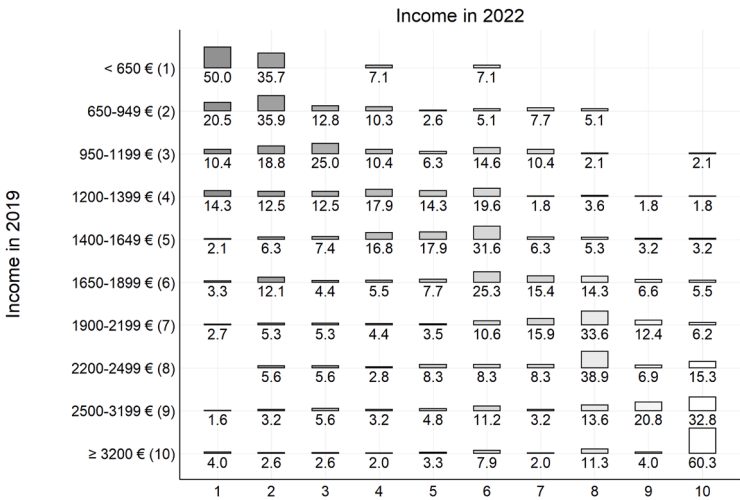 Income in 2022
Income in 2019
< 650 € (1)
50.0 35.7 7.1 7.1
650-949 € (2)
20.5 35.9 12.8 10.3 2.6 5.1 7.7 5.1
950-1199 € (3)
10.4 18.8 25.0 10.4 6.3 14.6 10.4 2.1 2.1
1200-1399 € (4)
14.3 12.5 12.5 17.9 14.3 19.6 1.8 3.6 1.8 1.8
1400-1649 € (5)
2.1 6.3 7.4 16.8 17.9 31.6 6.3 5.3 3.2 3.2
1650-1899 € (6)
3.3 12.1 4.4 5.5 7.7 25.3 15.4 14.3 6.6 5.5
1900-2199 € (7)
2.7 5.3 5.3 4.4 3.5 10.6 15.9 33.6 12.4 6.2
2200-2499 € (8)
5.6 5.6 2.8 8.3 8.3 8.3 38.9 6.9 15.3
2500-3199 € (9)
1.6 3.2 5.6 3.2 4.8 11.2 3.2 13.6 20.8 32.8
≥ 3200 € (10)
4.0 2.6 2.6 2.0 3.3 7.9 2.0 11.3 4.0 60.3
1 2 3 4 5 6 7 8 9 10